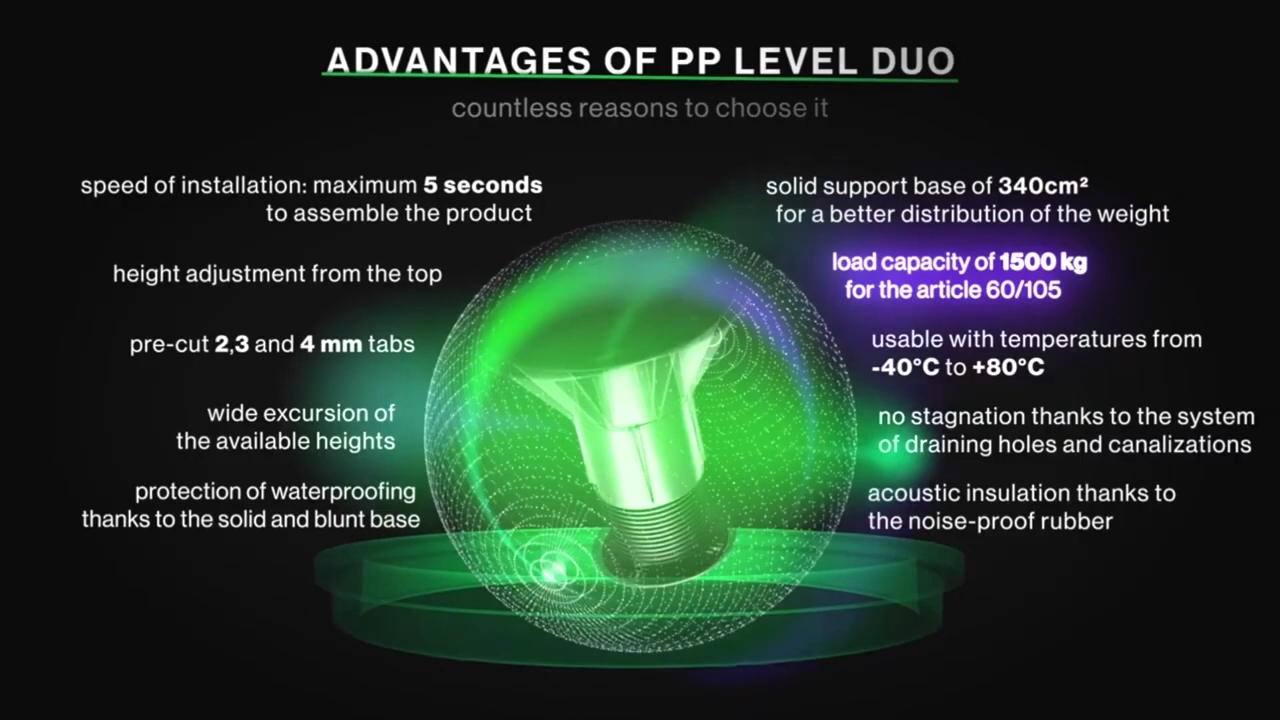 ADVANTAGES OF PP LEVEL DUO
countless reasons to choose it
speed of installation: maximum 5 seconds
to assemble the product
height adjustment from the top
pre-cut 2,3 and 4 mm tabs
wide excursion of
the available heights
protection of waterproofing
thanks to the solid and blunt base
solid support base of 340cm²
for a better distribution of the weight
load capacity of 1500 kg
for the article 60/105
usable with temperatures from
-40°C to +80°C
no stagnation thanks to the system
of draining holes and canalizations
acoustic insulation thanks to
the noise-proof rubber